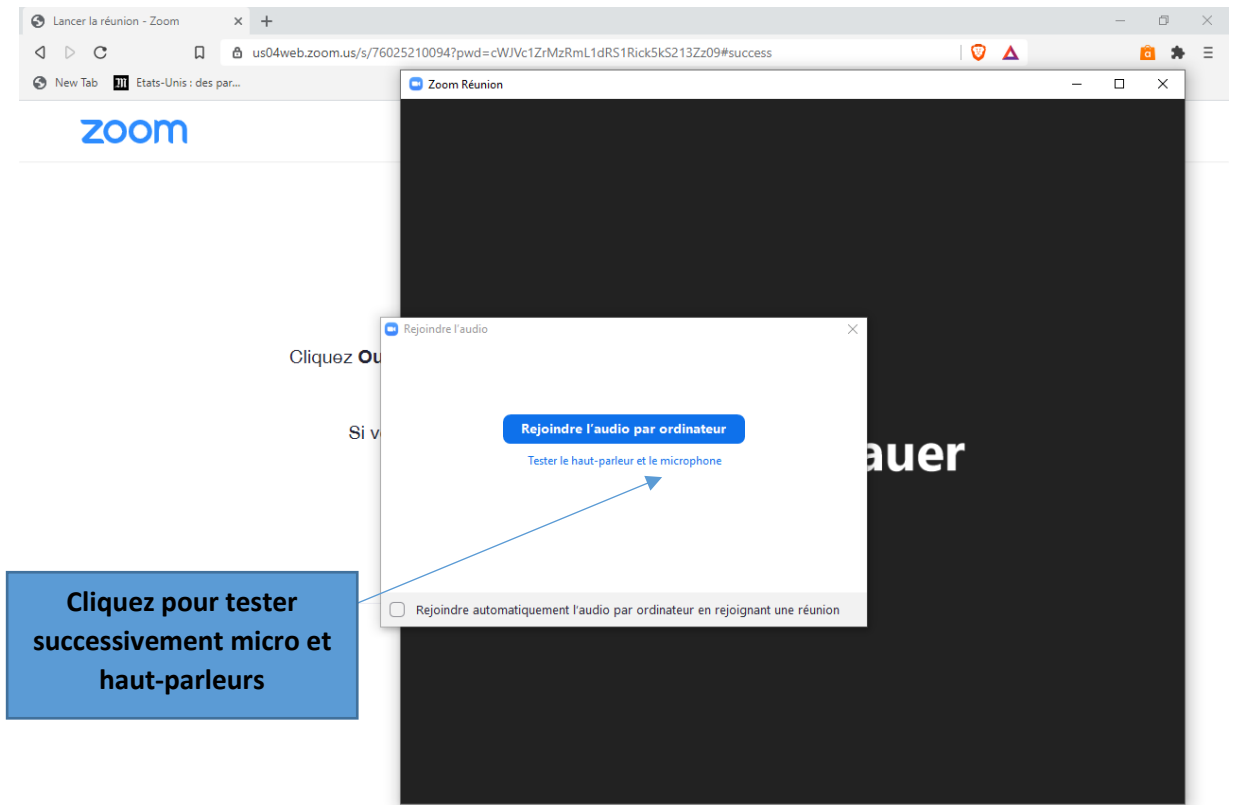 Lancer la réunion - Zoom
us04web.zoom.us/s/76025210094?pwd=cWJVc1ZrMzRmL1dRS1Rick5kS213Zz09#success
New Tab
Etats-Unis : des par...
Zoom Réunion
zoom
Rejoindre l'audio
Cliquez Ou
Si v
Rejoindre l'audio par ordinateur
Tester le haut-parleur et le microphone
auer
Cliquez pour tester
successivement micro et
haut-parleurs
Rejoindre automatiquement l'audio par ordinateur en rejoignant une réunion